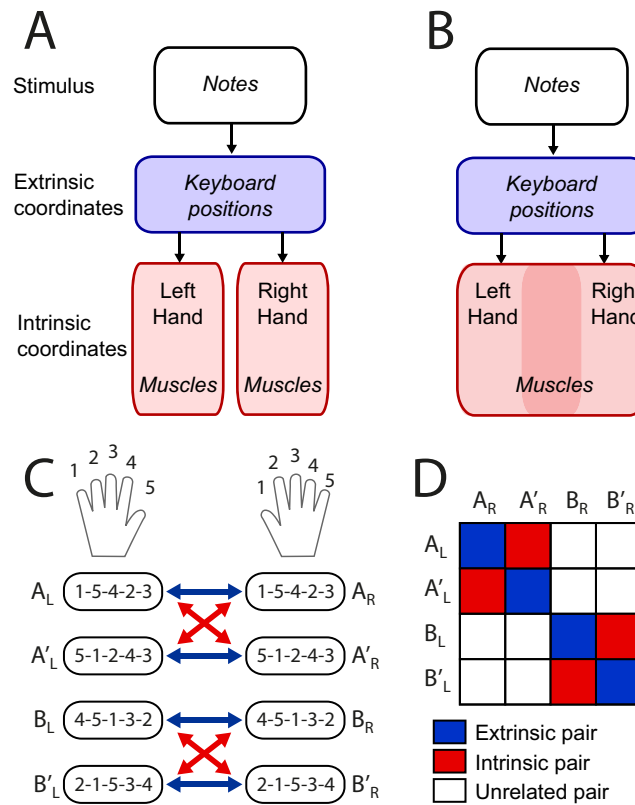 A
B
Stimulus
Notes
Notes
Extrinsic
coordinates
Keyboard
positions
Keyboard
positions
Intrinsic
coordinates
Left
Hand
Right
Hand
Muscles
Muscles
Left
Hand
Righ
Hand
Muscles
C
1 2 3 4 5
1 2 3 4 5
A_L 1-5-4-2-3 1-5-4-2-3 A_R
A'_L 5-1-2-4-3 5-1-2-4-3 A'_R
B_L 4-5-1-3-2 4-5-1-3-2 B_R
B'_L 2-1-5-3-4 2-1-5-3-4 B'_R
D
A_R A'_R B_R B'_R
A_L
A'_L
B_L
B'_L
Extrinsic pair
Intrinsic pair
Unrelated pair